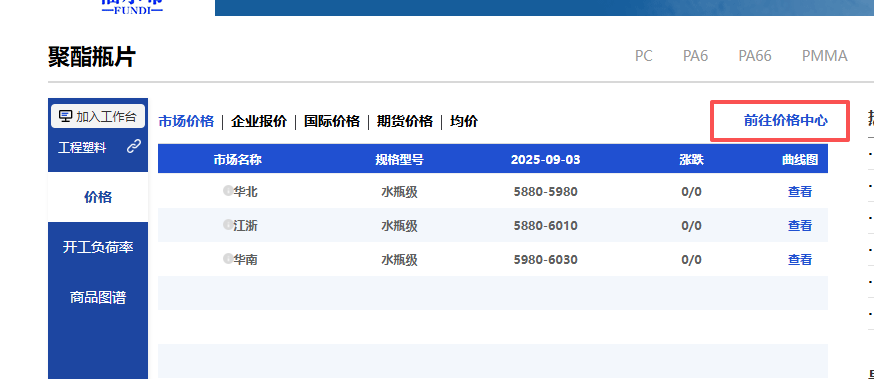 FUNDI
聚酯瓶片
PC PA6 PA66 PMMA
加入工作台
工程塑料
价格
开工负荷率
商品图谱
市场价格 | 企业报价 | 国际价格 | 期货价格 | 均价
前往价格中心
市场名称 规格型号 2025-09-03 涨跌 曲线图
华北 水瓶级 5880-5980 0/0 查看
江浙 水瓶级 5880-6010 0/0 查看
华南 水瓶级 5980-6030 0/0 查看